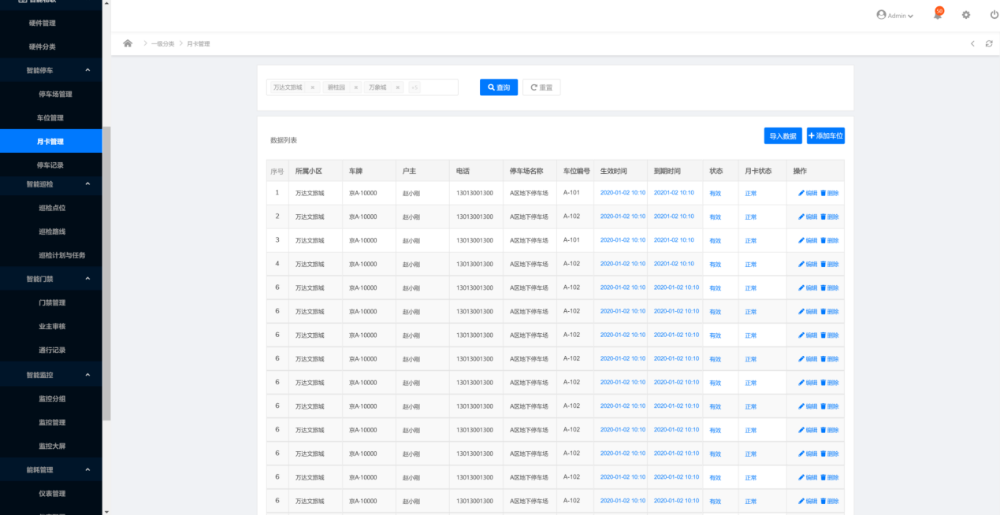 智能物联
硬件管理
硬件分类
智能停车
停车场管理
车位管理
月卡管理
停车记录
智能巡检
巡检点位
巡检路线
巡检计划与任务
智能门禁
门禁管理
业主审核
通行记录
智能监控
监控分组
监控管理
监控大屏
能耗管理
仪表管理
Admin 50
一级分类 月卡管理
万达文旅城 × 碧桂园 × 万象城 × +5 查询 重置
数据列表 导入数据 添加车位
序号 所属小区 车牌 户主 电话 停车场名称 车位编号 生效时间 到期时间 状态 月卡状态 操作
1 万达文旅城 京A·10000 赵小刚 13013001300 A区地下停车场 A-101 2020-01-02 10:10 20201-02 10:10 有效 正常 编辑 删除
2 万达文旅城 京A·10000 赵小刚 13013001300 A区地下停车场 A-102 2020-01-02 10:10 20201-02 10:10 有效 正常 编辑 删除
3 万达文旅城 京A·10000 赵小刚 13013001300 A区地下停车场 A-101 2020-01-02 10:10 20201-02 10:10 有效 正常 编辑 删除
4 万达文旅城 京A·10000 赵小刚 13013001300 A区地下停车场 A-102 2020-01-02 10:10 20201-02 10:10 有效 正常 编辑 删除
6 万达文旅城 京A·10000 赵小刚 13013001300 A区地下停车场 A-102 2020-01-02 10:10 2020-01-02 10:10 有效 正常 编辑 删除
6 万达文旅城 京A·10000 赵小刚 13013001300 A区地下停车场 A-102 2020-01-02 10:10 2020-01-02 10:10 有效 正常 编辑 删除
6 万达文旅城 京A·10000 赵小刚 13013001300 A区地下停车场 A-102 2020-01-02 10:10 2020-01-02 10:10 有效 正常 编辑 删除
6 万达文旅城 京A·10000 赵小刚 13013001300 A区地下停车场 A-102 2020-01-02 10:10 2020-01-02 10:10 有效 正常 编辑 删除
6 万达文旅城 京A·10000 赵小刚 13013001300 A区地下停车场 A-102 2020-01-02 10:10 2020-01-02 10:10 有效 正常 编辑 删除
6 万达文旅城 京A·10000 赵小刚 13013001300 A区地下停车场 A-102 2020-01-02 10:10 2020-01-02 10:10 有效 正常 编辑 删除
6 万达文旅城 京A·10000 赵小刚 13013001300 A区地下停车场 A-102 2020-01-02 10:10 2020-01-02 10:10 有效 正常 编辑 删除
6 万达文旅城 京A·10000 赵小刚 13013001300 A区地下停车场 A-102 2020-01-02 10:10 2020-01-02 10:10 有效 正常 编辑 删除
6 万达文旅城 京A·10000 赵小刚 13013001300 A区地下停车场 A-102 2020-01-02 10:10 2020-01-02 10:10 有效 正常 编辑 删除
6 万达文旅城 京A·10000 赵小刚 13013001300 A区地下停车场 A-102 2020-01-02 10:10 2020-01-02 10:10 有效 正常 编辑 删除